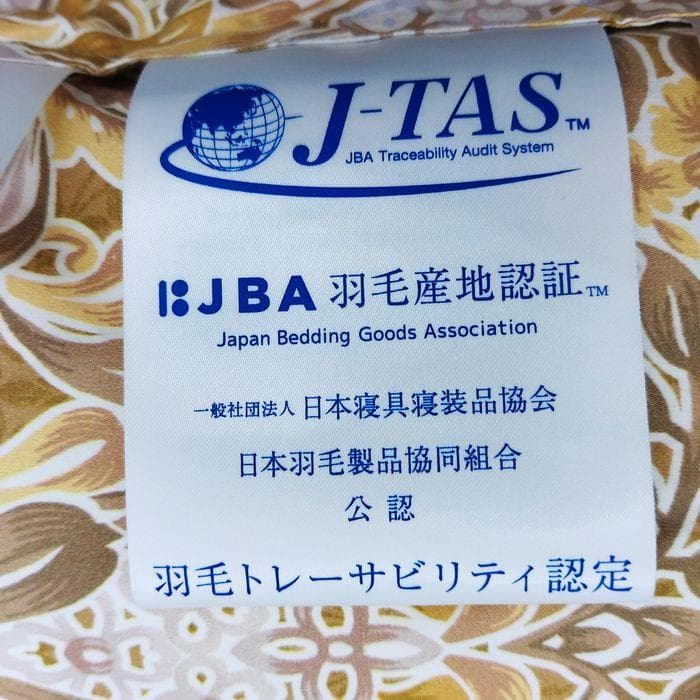 J-TAS™
JBA Traceability Audit System
JBA 羽毛産地認証™
Japan Bedding Goods Association
一般社団法人 日本寝具寝装品協会
日本羽毛製品協同組合
公認
羽毛トレーサビリティ認定